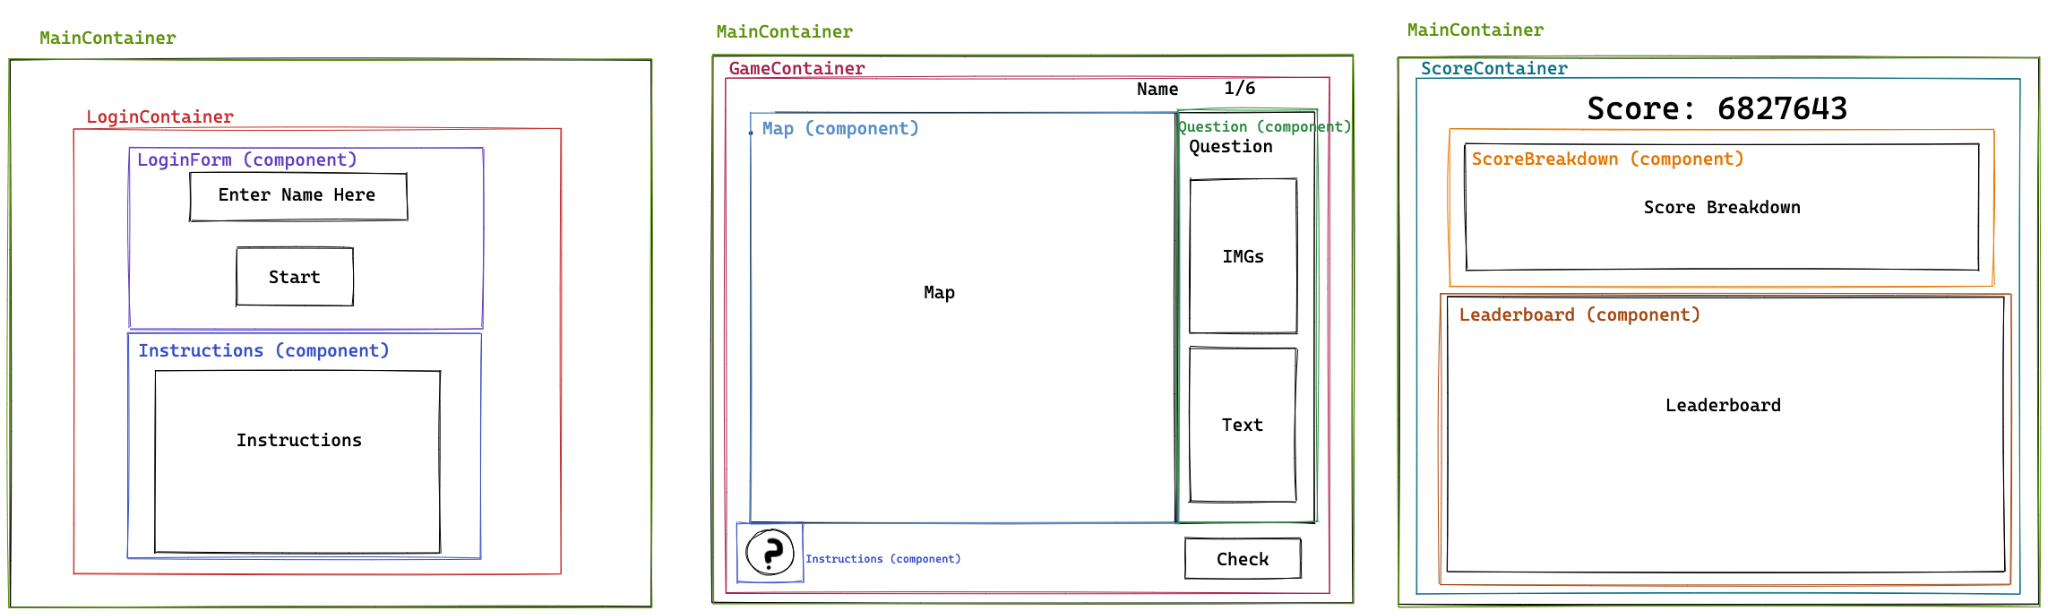 MainContainer
LoginContainer
LoginForm (component)
Enter Name Here
Start
Instructions (component)
Instructions
MainContainer
GameContainer
Name 1/6
Map (component)
Question (component)
Question
IMGs
Map
Text
?
Instructions (component)
Check
MainContainer
ScoreContainer
Score: 6827643
ScoreBreakdown (component)
Score Breakdown
Leaderboard (component)
Leaderboard